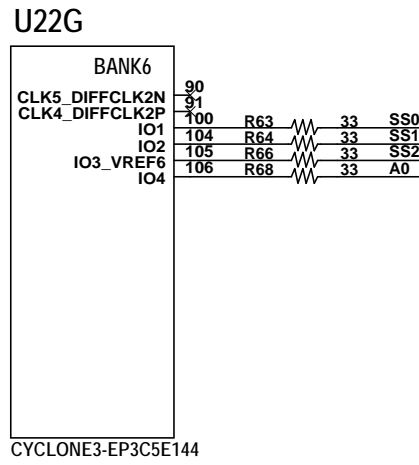 U22G
BANK6
CLK5_DIFFCLK2N 90
CLK4_DIFFCLK2P 91
IO1 100 R63 33 SS0
IO2 104 R64 33 SS1
IO3_VREF6 105 R66 33 SS2
IO4 106 R68 33 A0
CYCLONE3-EP3C5E144